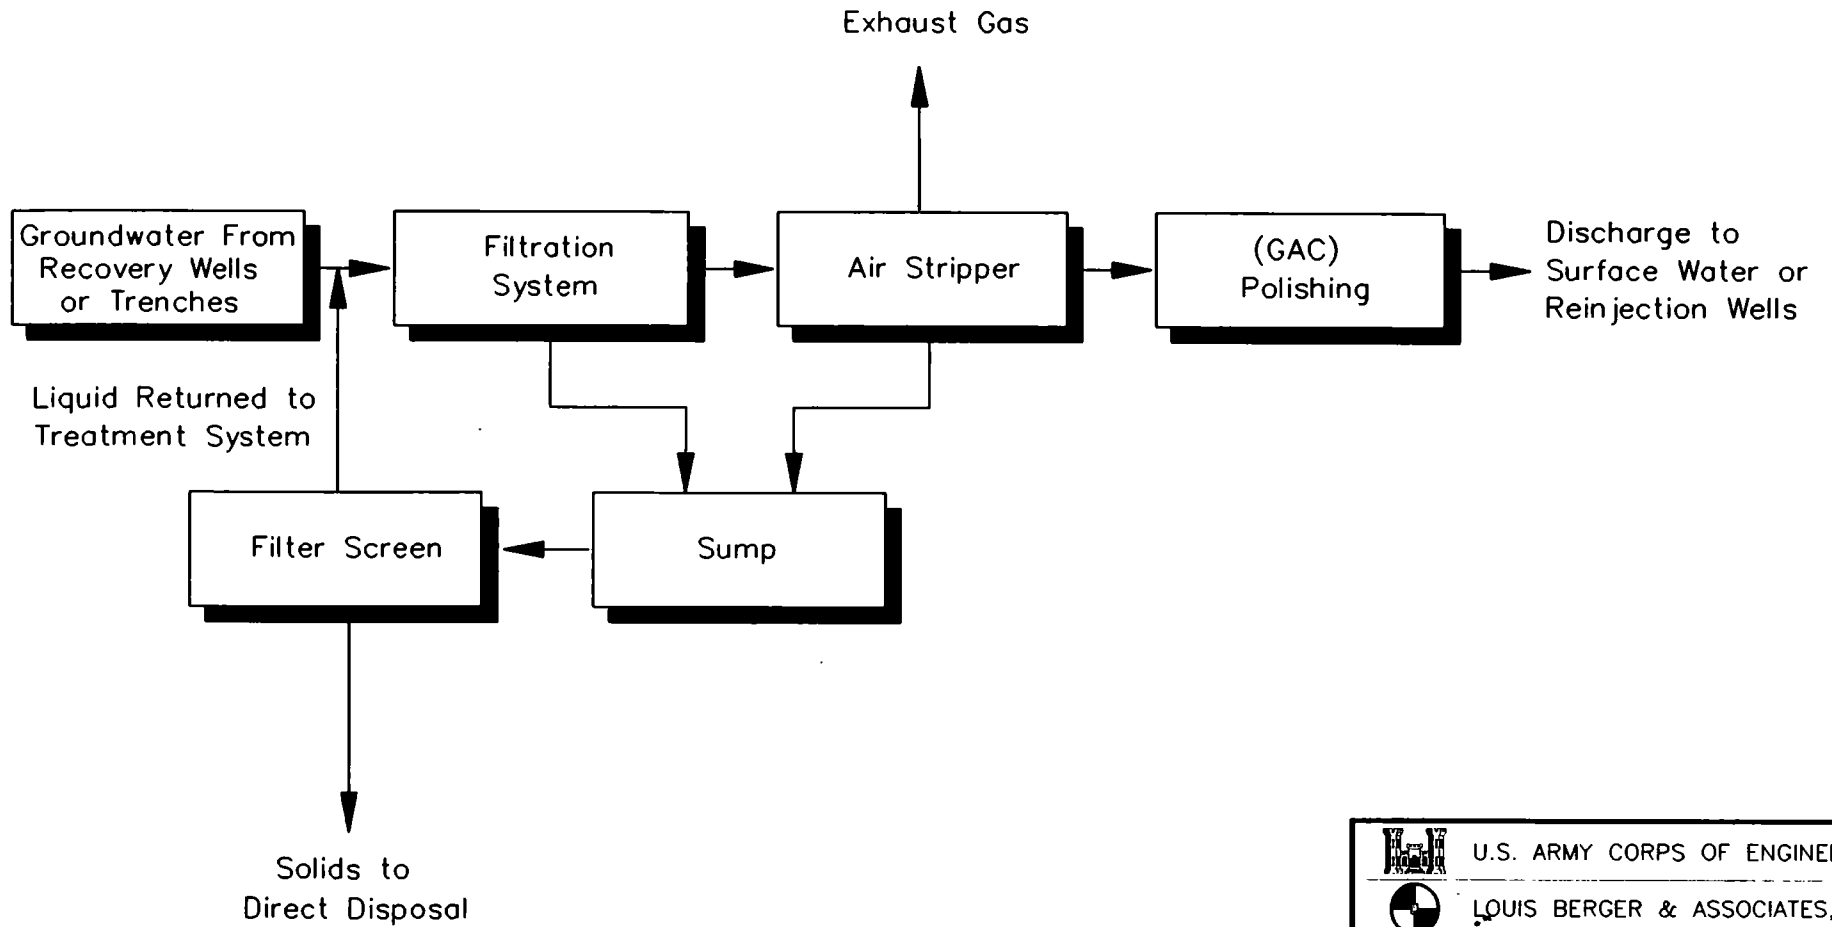 Exhaust Gas
Groundwater From
Recovery Wells
or Trenches
Filtration
System
Air Stripper
(GAC)
Polishing
Discharge to
Surface Water or
Reinjection Wells
Liquid Returned to
Treatment System
Filter Screen
Sump
Solids to
Direct Disposal
U.S. ARMY CORPS OF
LOUIS BERGER & ASSOCIATES,